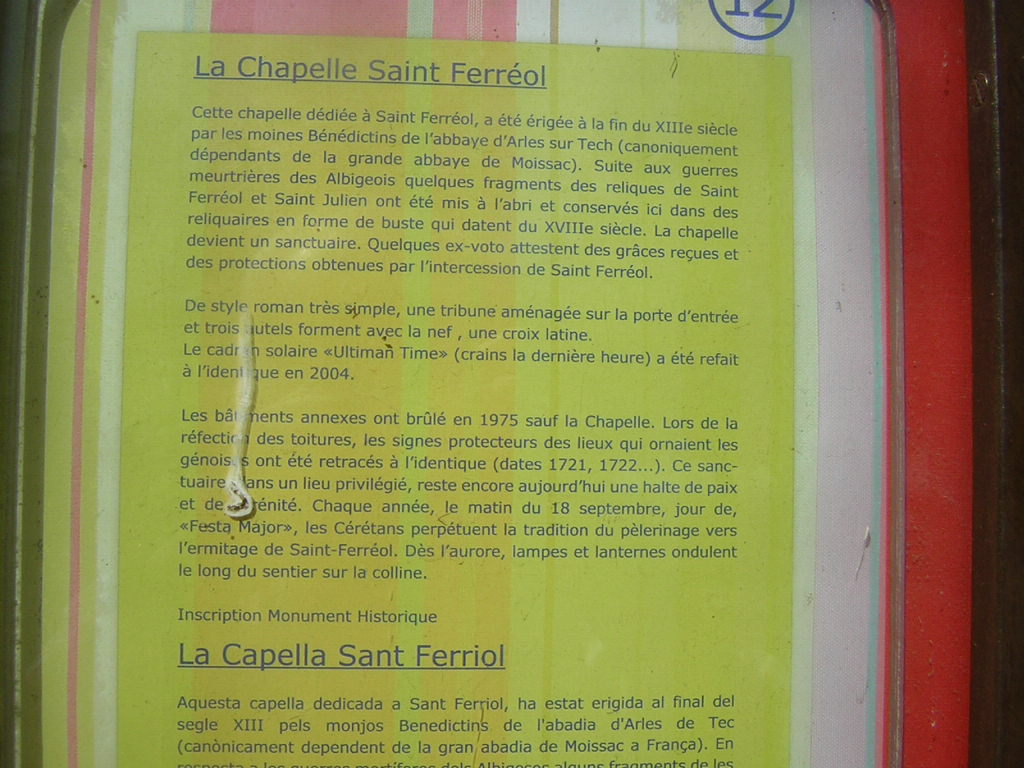 12
La Chapelle Saint Ferréol
Cette chapelle dédiée à Saint Ferréol, a été érigée à la fin du XIIIe siècle
par les moines Bénédictins de l'abbaye d'Arles sur Tech (canoniquement
dépendants de la grande abbaye de Moissac). Suite aux guerres
meurtrières des Albigeois quelques fragments des reliques de Saint
Ferréol et Saint Julien ont été mis à l'abri et conservés ici dans des
reliquaires en forme de buste qui datent du XVIIIe siècle. La chapelle
devient un sanctuaire. Quelques ex-voto attestent des grâces reçues et
des protections obtenues par l'intercession de Saint Ferréol.
De style roman très simple, une tribune aménagée sur la porte d'entrée
et trois autels forment avec la nef , une croix latine.
Le cadran solaire «Ultiman Time» (crains la dernière heure) a été refait
à l'identique en 2004.
Les bâtiments annexes ont brûlé en 1975 sauf la Chapelle. Lors de la
réfection des toitures, les signes protecteurs des lieux qui ornaient les
génoises ont été retracés à l'identique (dates 1721, 1722...). Ce sanc-
tuaire dans un lieu privilégié, reste encore aujourd'hui une halte de paix
et de sérénité. Chaque année, le matin du 18 septembre, jour de,
«Festa Major», les Cérétans perpétuent la tradition du pèlerinage vers
l'ermitage de Saint-Ferréol. Dès l'aurore, lampes et lanternes ondulent
le long du sentier sur la colline.
Inscription Monument Historique
La Capella Sant Ferriol
Aquesta capella dedicada a Sant Ferriol, ha estat erigida al final del
segle XIII pels monjos Benedictins de l'abadia d'Arles de Tec
(canònicament dependent de la gran abadia de Moissac a França). En
resposta a les guerres mortíferes dels Albigesos alguns fragments de les